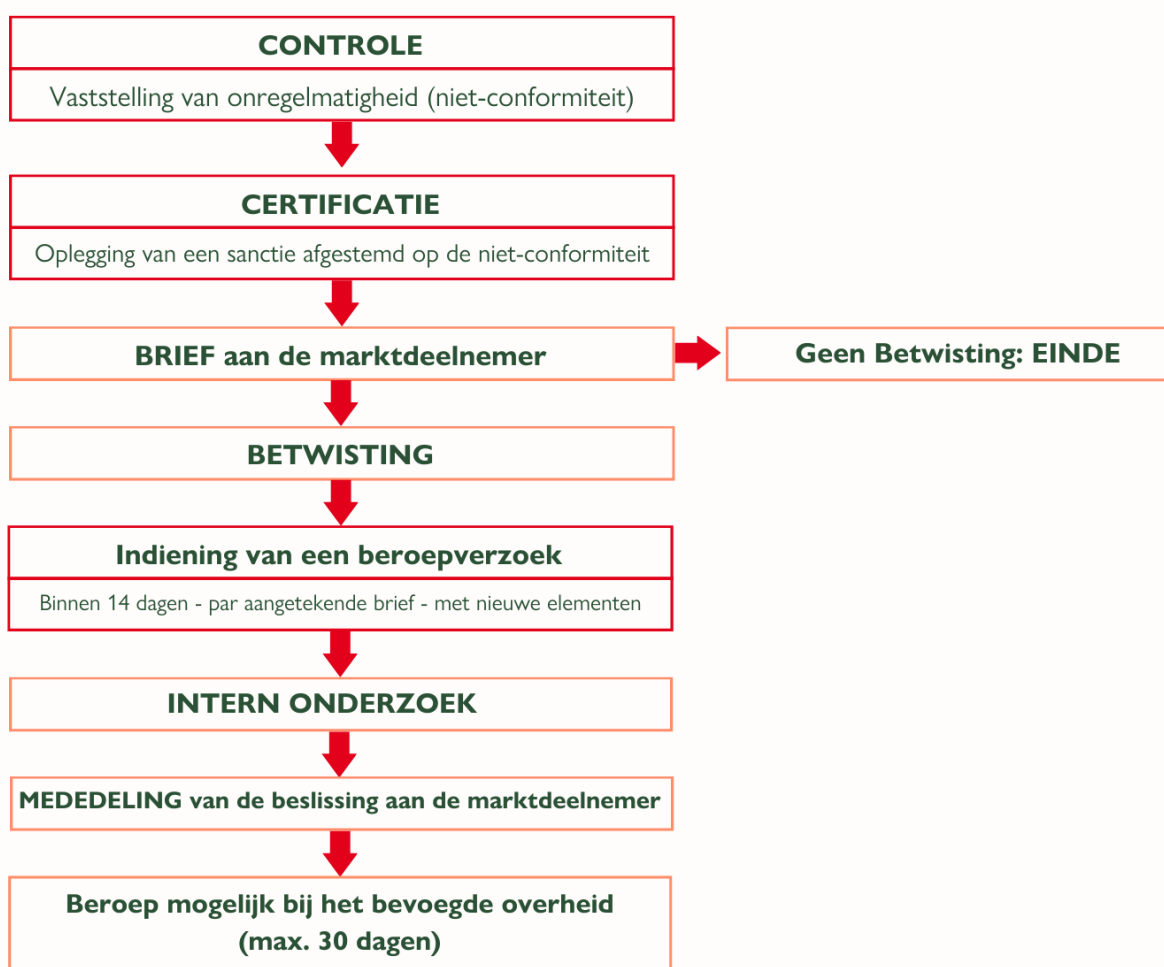 CONTROLE
Vaststelling van onregelmatigheid (niet-conformiteit)
CERTIFICATIE
Oplegging van een sanctie afgestemd op de niet-conformiteit
BRIEF aan de marktdeelnemer
Geen Betwisting: EINDE
BETWISTING
Indiening van een beroepverzoek
Binnen 14 dagen - par aangetekende brief - met nieuwe elementen
INTERN ONDERZOEK
MEDEDELING van de beslissing aan de marktdeelnemer
Beroep mogelijk bij het bevoegde overheid
(max. 30 dagen)